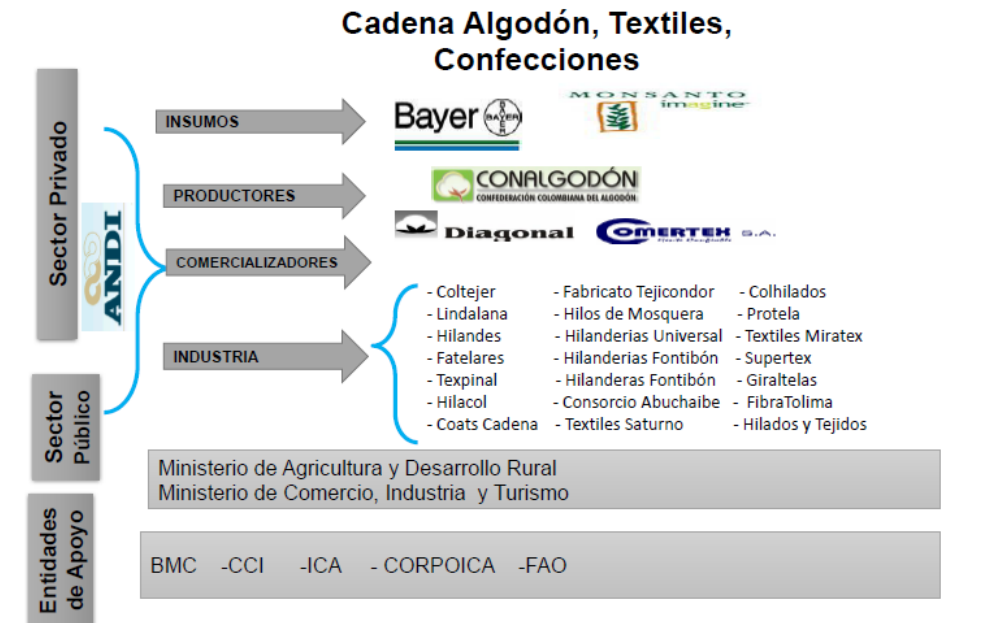 Cadena Algodón, Textiles,
Confecciones
Sector Privado
ANDI
INSUMOS
Bayer
BAYER
MONSANTO
imagine
PRODUCTORES
CONALGODÓN
CONFEDERACIÓN COLOMBIANA DEL ALGODÓN
COMERCIALIZADORES
Diagonal
COMERTEX S.A.
INDUSTRIA
- Coltejer - Fabricato Tejicondor - Colhilados
- Lindalana - Hilos de Mosquera - Protela
- Hilandes - Hilanderias Universal - Textiles Miratex
- Fatelares - Hilanderias Fontibón - Supertex
- Texpinal - Hilanderas Fontibón - Giraltelas
- Hilacol - Consorcio Abuchaibe - FibraTolima
- Coats Cadena - Textiles Saturno - Hilados y Tejidos
Sector
Público
Ministerio de Agricultura y Desarrollo Rural
Ministerio de Comercio, Industria y Turismo
Entidades
de Apoyo
BMC -CCI -ICA - CORPOICA -FAO